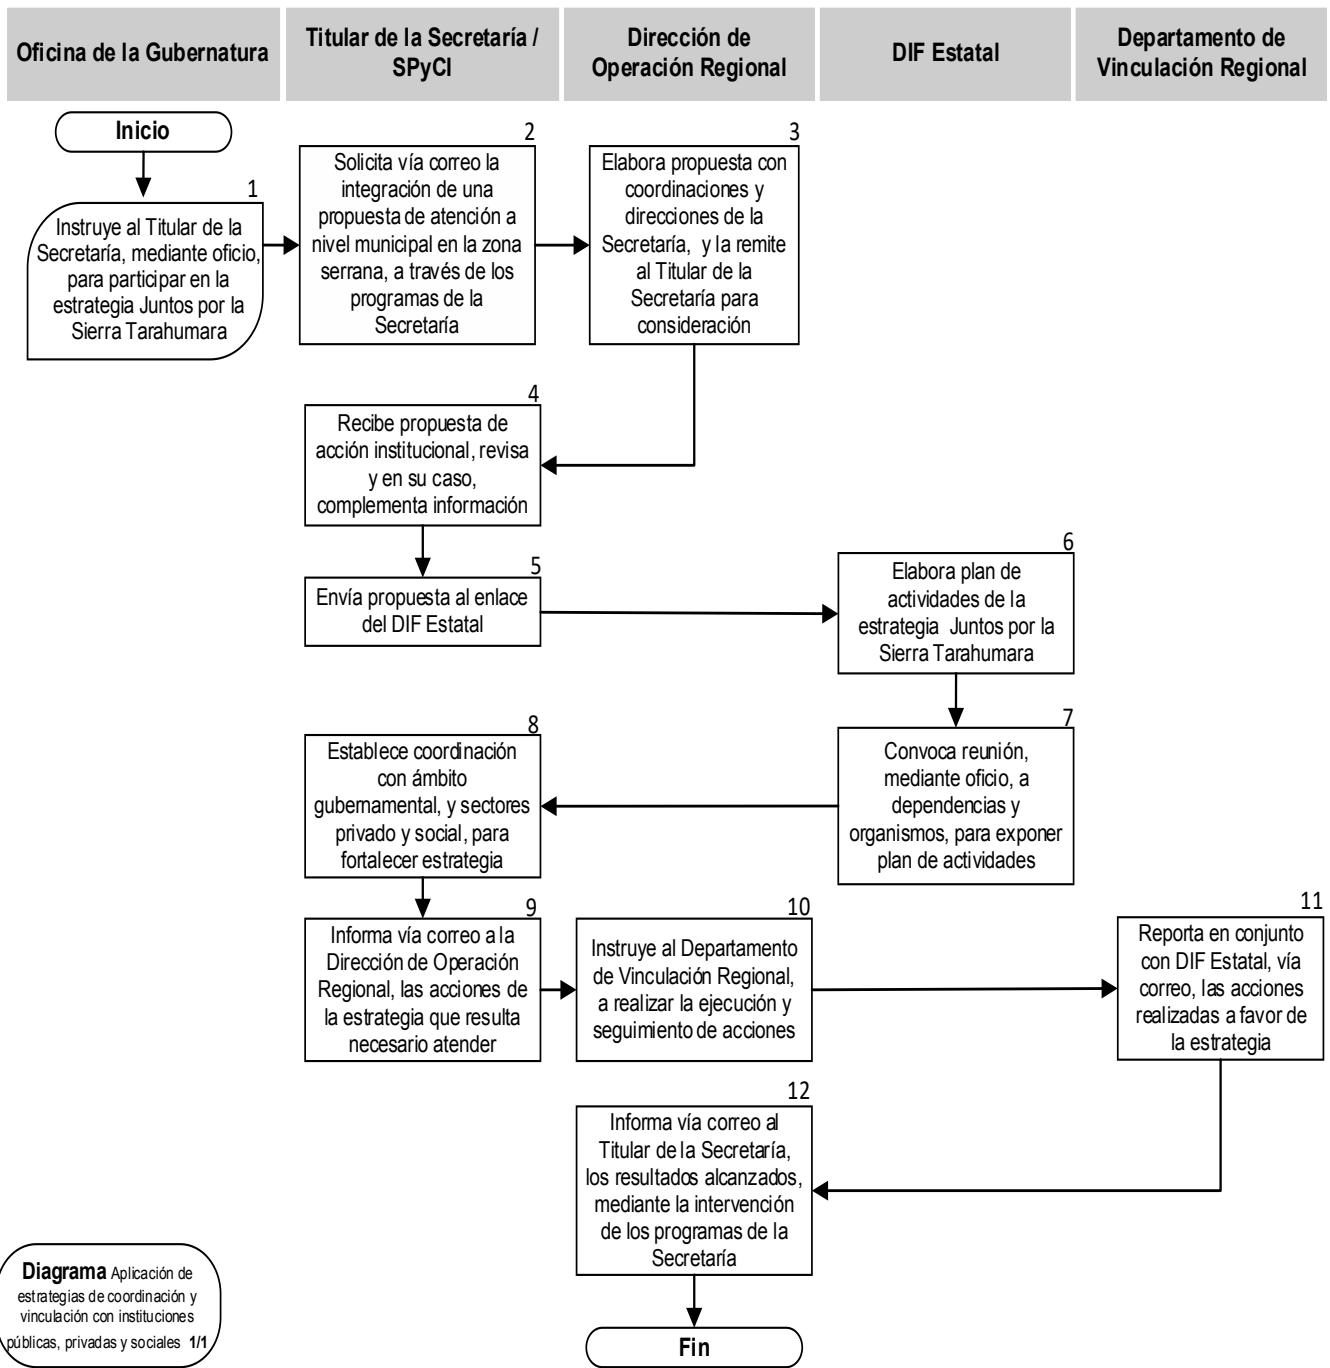 Oficina de la Gubernatura
Titular de la Secretaría /
SPyCI
Dirección de
Operación Regional
DIF Estatal
Departamento de
Vinculación Regional
Inicio
1
Instruye al Titular de la
Secretaría, mediante oficio,
para participar en la
estrategia Juntos por la
Sierra Tarahumara
2
Solicita vía correo la
integración de una
propuesta de atención a
nivel municipal en la zona
serrana, a través de los
programas de la
Secretaría
3
Elabora propuesta con
coordinaciones y
direcciones de la
Secretaría, y la remite
al Titular de la
Secretaría para
consideración
4
Recibe propuesta de
acción institucional, revisa
y en su caso,
complementa información
5
Envía propuesta al enlace
del DIF Estatal
6
Elabora plan de
actividades de la
estrategia Juntos por la
Sierra Tarahumara
7
Convoca reunión,
mediante oficio, a
dependencias y
organismos, para exponer
plan de actividades
8
Establece coordinación
con ámbito
gubernamental, y sectores
privado y social, para
fortalecer estrategia
9
Informa vía correo a la
Dirección de Operación
Regional, las acciones de
la estrategia que resulta
necesario atender
10
Instruye al Departamento
de Vinculación Regional,
a realizar la ejecución y
seguimiento de acciones
11
Reporta en conjunto
con DIF Estatal, vía
correo, las acciones
realizadas a favor de
la estrategia
12
Informa vía correo al
Titular de la Secretaría,
los resultados alcanzados,
mediante la intervención
de los programas de la
Secretaría
Fin
Diagrama Aplicación de
estrategias de coordinación y
vinculación con instituciones
públicas, privadas y sociales 1/1